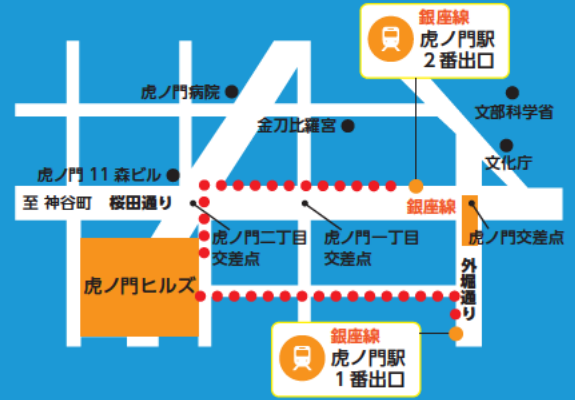 銀座線
虎ノ門駅
2番出口
虎ノ門病院
文部科学省
金刀比羅宮
文化庁
虎ノ門11森ビル
至 神谷町 桜田通り
銀座線
虎ノ門二丁目
交差点
虎ノ門一丁目
交差点
虎ノ門交差点
虎ノ門ヒルズ
外堀通り
銀座線
虎ノ門駅
1番出口